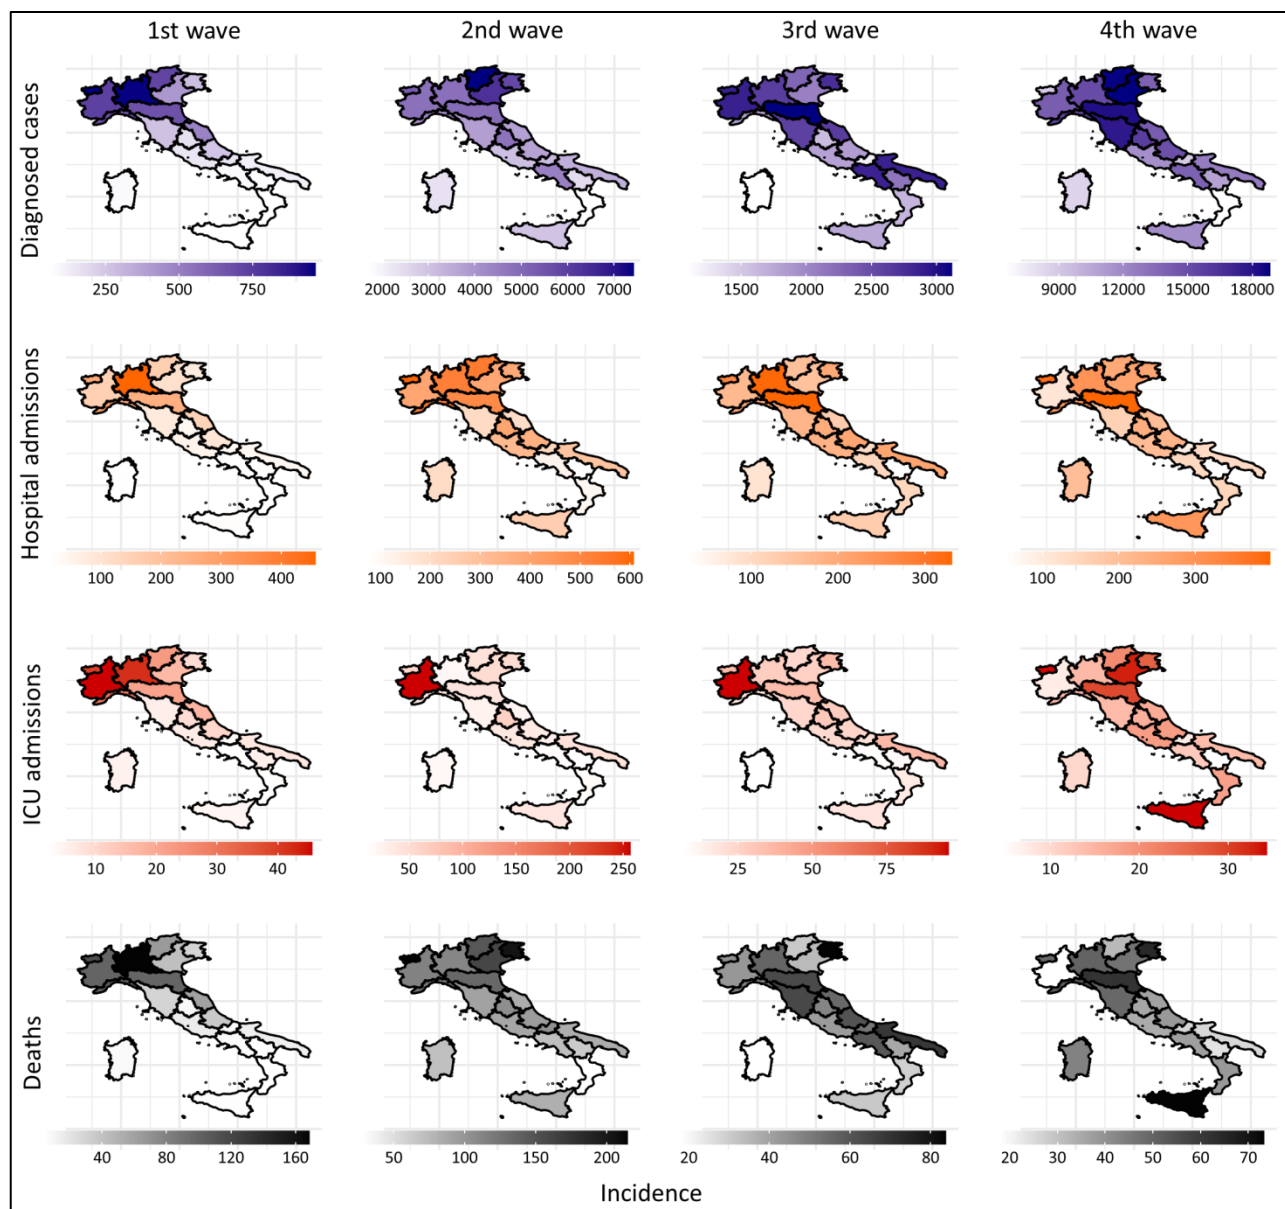 1st wave 2nd wave 3rd wave 4th wave
Diagnosed cases
250 500 750
2000 3000 4000 5000 6000 7000
1500 2000 2500 3000
9000 12000 15000 18000
Hospital admissions
100 200 300 400
100 200 300 400 500 600
100 200 300
100 200 300
ICU admissions
10 20 30 40
50 100 150 200 250
25 50 75
10 20 30
Deaths
40 80 120 160
50 100 150 200
20 40 60 80
20 30 40 50 60 70
Incidence